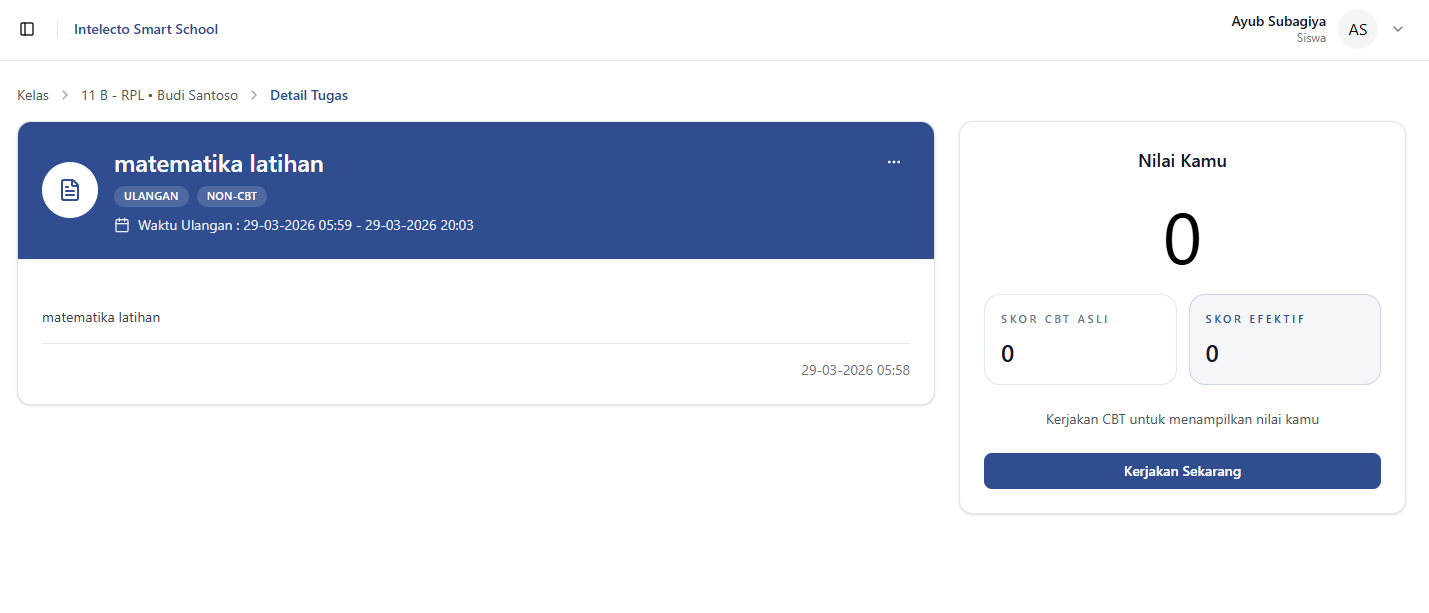 Intelecto Smart School
Ayub Subagiya
Siswa
AS
Kelas > 11 B - RPL • Budi Santoso > Detail Tugas
matematika latihan
ULANGAN NON-CBT
Waktu Ulangan : 29-03-2026 05:59 - 29-03-2026 20:03
matematika latihan
29-03-2026 05:58
Nilai Kamu
0
SKOR CBT ASLI
0
SKOR EFEKTIF
0
Kerjakan CBT untuk menampilkan nilai kamu
Kerjakan Sekarang